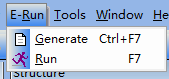 E-Run Tools Window He
Generate Ctrl+F7
Run F7
Structure